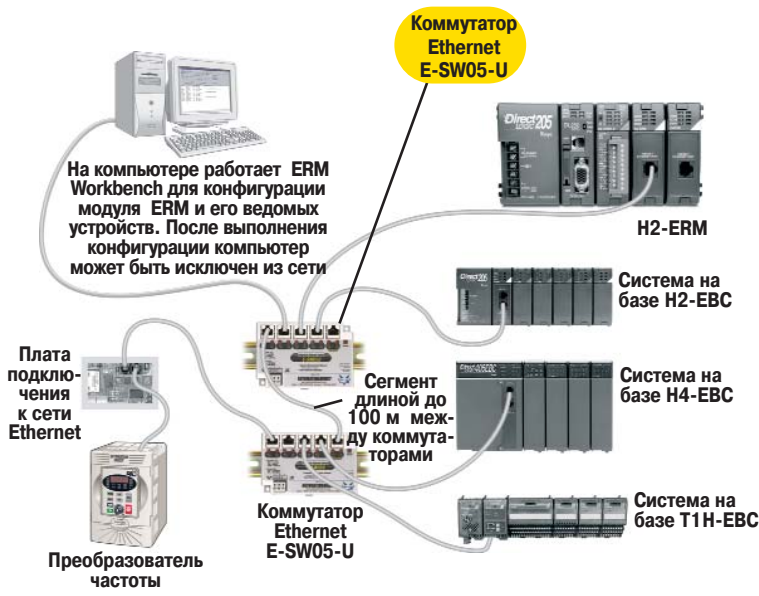 Коммутатор
Ethernet
E-SW05-U
На компьютере работает ERM
Workbench для конфигурации
модуля ERM и его ведомых
устройств. После выполнения
конфигурации компьютер
может быть исключен из сети
Direct
Logic 205
H2-ERM
Система на
базе H2-EBC
Плата
подклю-
чения
к сети
Ethernet
Сегмент
длиной до
100 м меж-
ду коммута-
торами
Система на
базе H4-EBC
Коммутатор
Ethernet
E-SW05-U
Система на
базе T1H-EBC
Преобразователь
частоты